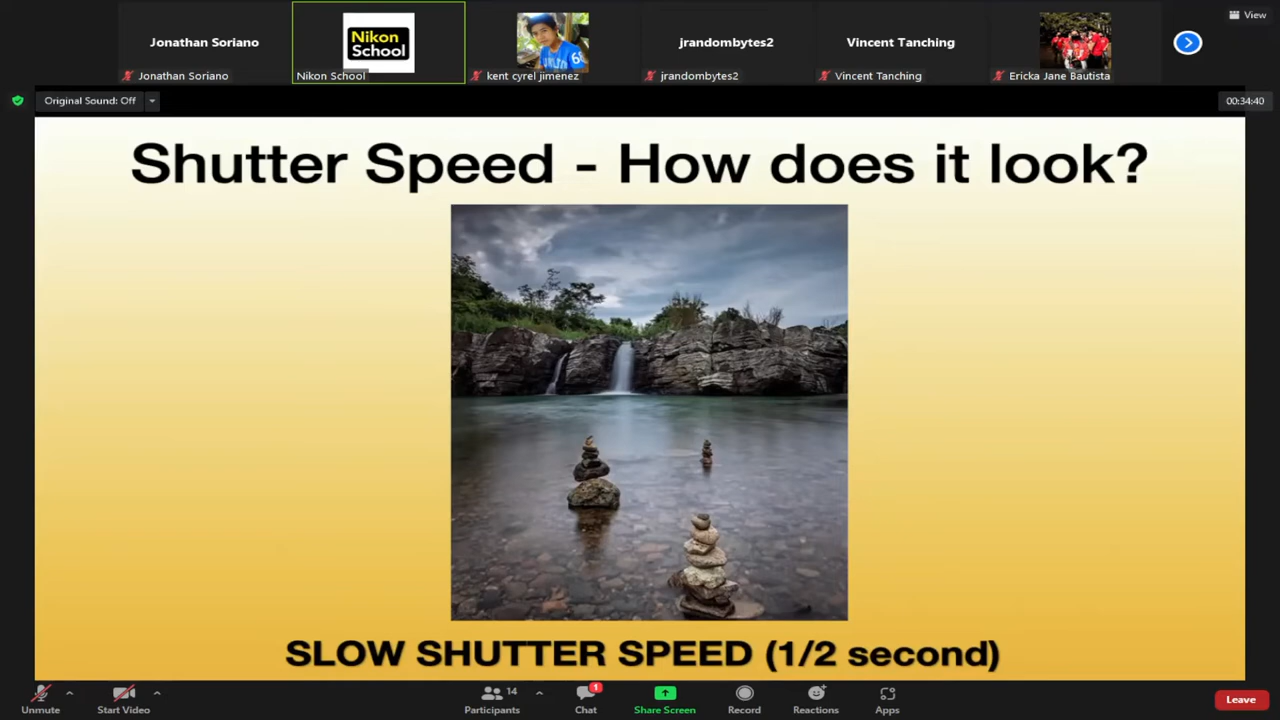 View
Jonathan Soriano
Nikon
School
jrandombytes2
Vincent Tanching
Jonathan Soriano
Nikon School
kent cyrel jimenez
jrandombytes2
Vincent Tanching
Ericka Jane Bautista
Original Sound: Off
00:34:40
Shutter Speed - How does it look?
SLOW SHUTTER SPEED (1/2 second)
Unmute
Start Video
14
Participants
1
Chat
Share Screen
Record
Reactions
Apps
Leave